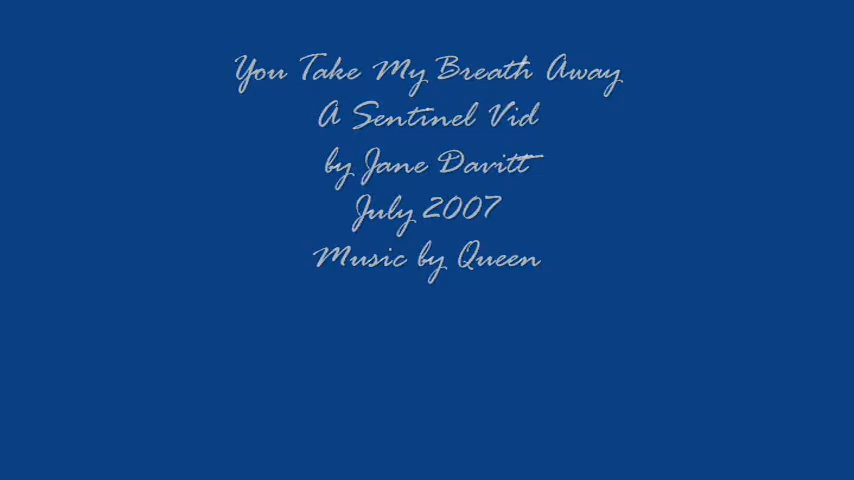 You Take My Breath Away
A Sentinel Vid
by Jane Davitt
July 2007
Music by Queen